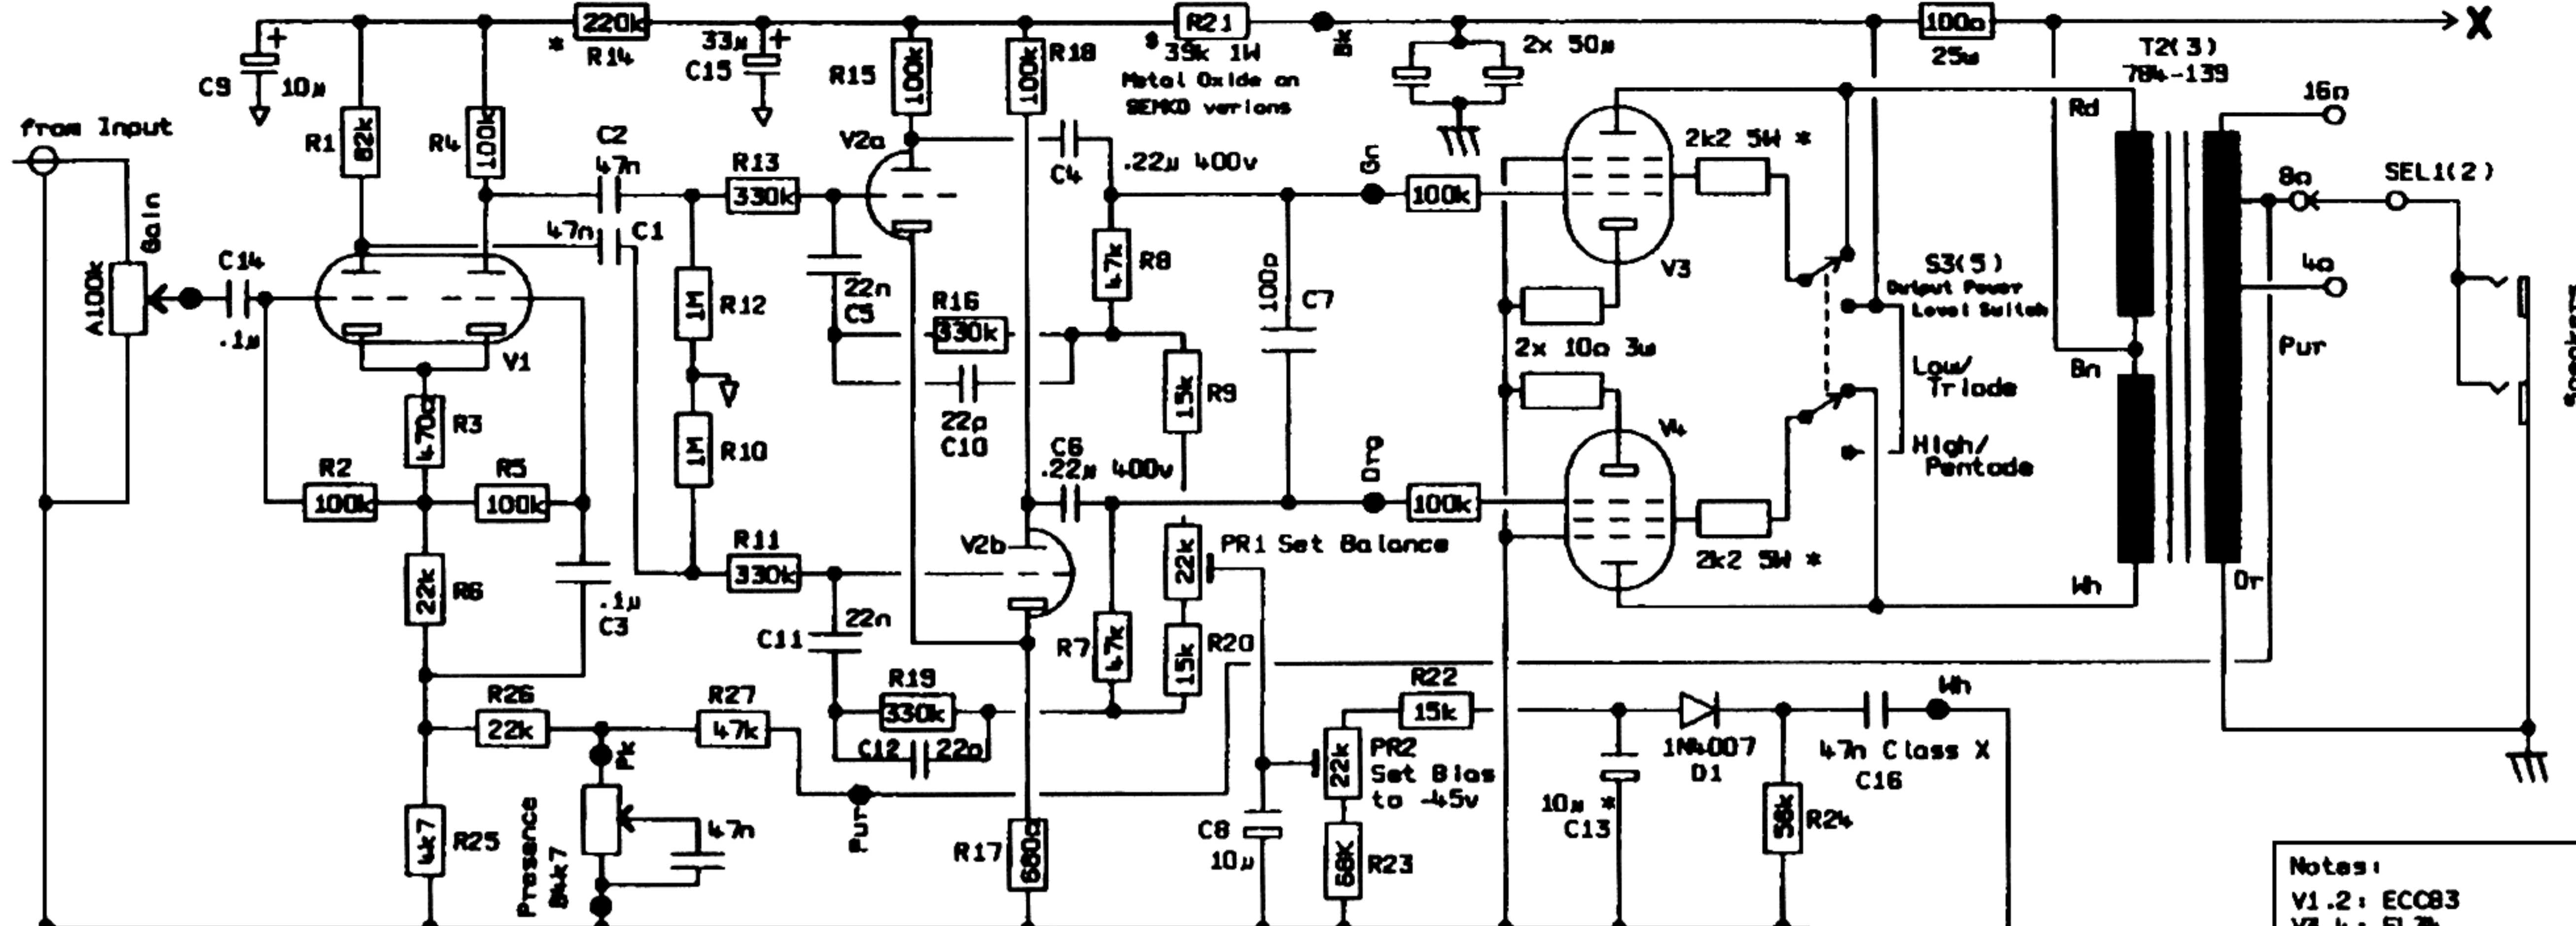 220k
R14
*
33µ
C15
C9
10µ
R15
100k
R18
100k
R21
$ 39k 1W
Metal Oxide on
SEMKO verions
Bk
2x 50µ
100Ω
25w
X
T2(3)
784-139
16Ω
from Input
R1
82k
R4
100k
C2
47n
R13
330k
V2a
C4
.22µ 400v
Gn
100k
2k2 5W *
Rd
8Ω
SEL1(2)
Gain
A100k
C14
.1µ
47n
C1
1M
R12
22n
C5
R16
330k
47k
R8
100p
C7
V3
S3(5)
Output Power
Level Switch
4Ω
V1
2x 10Ω 3w
Bn
Pur
R3
470Ω
1M
R10
22p
C10
15k
R9
Low/
Triode
C6
.22µ 400v
Org
100k
V4
High/
Pentode
R2
100k
R5
100k
R11
330k
V2b
22k
PR1 Set Balance
2k2 5W *
Wh
Or
22k
R6
.1µ
C3
C11
22n
R7
47k
15k
R20
R26
22k
R27
47k
R19
330k
C12
22p
R22
15k
Wh
Pk
22k
PR2
Set Bias
to -45v
1N4007
D1
47n Class X
C16
Presence
B4k7
47n
Pur
4k7
R25
R17
680Ω
C8
10µ
68K
R23
10µ *
C13
56k
R24
Notes:
V1.2: ECC83
V3.4: EL34